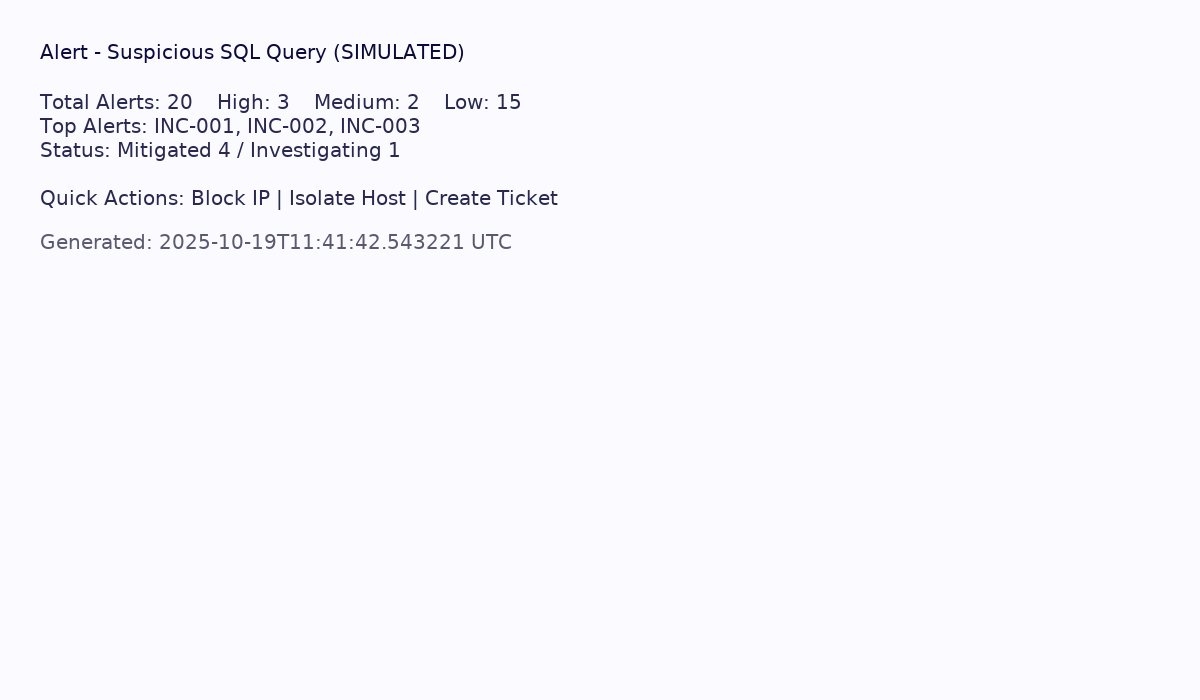 Alert - Suspicious SQL Query (SIMULATED)
Total Alerts: 20    High: 3    Medium: 2    Low: 15
Top Alerts: INC-001, INC-002, INC-003
Status: Mitigated 4 / Investigating 1
Quick Actions: Block IP | Isolate Host | Create Ticket
Generated: 2025-10-19T11:41:42.543221 UTC